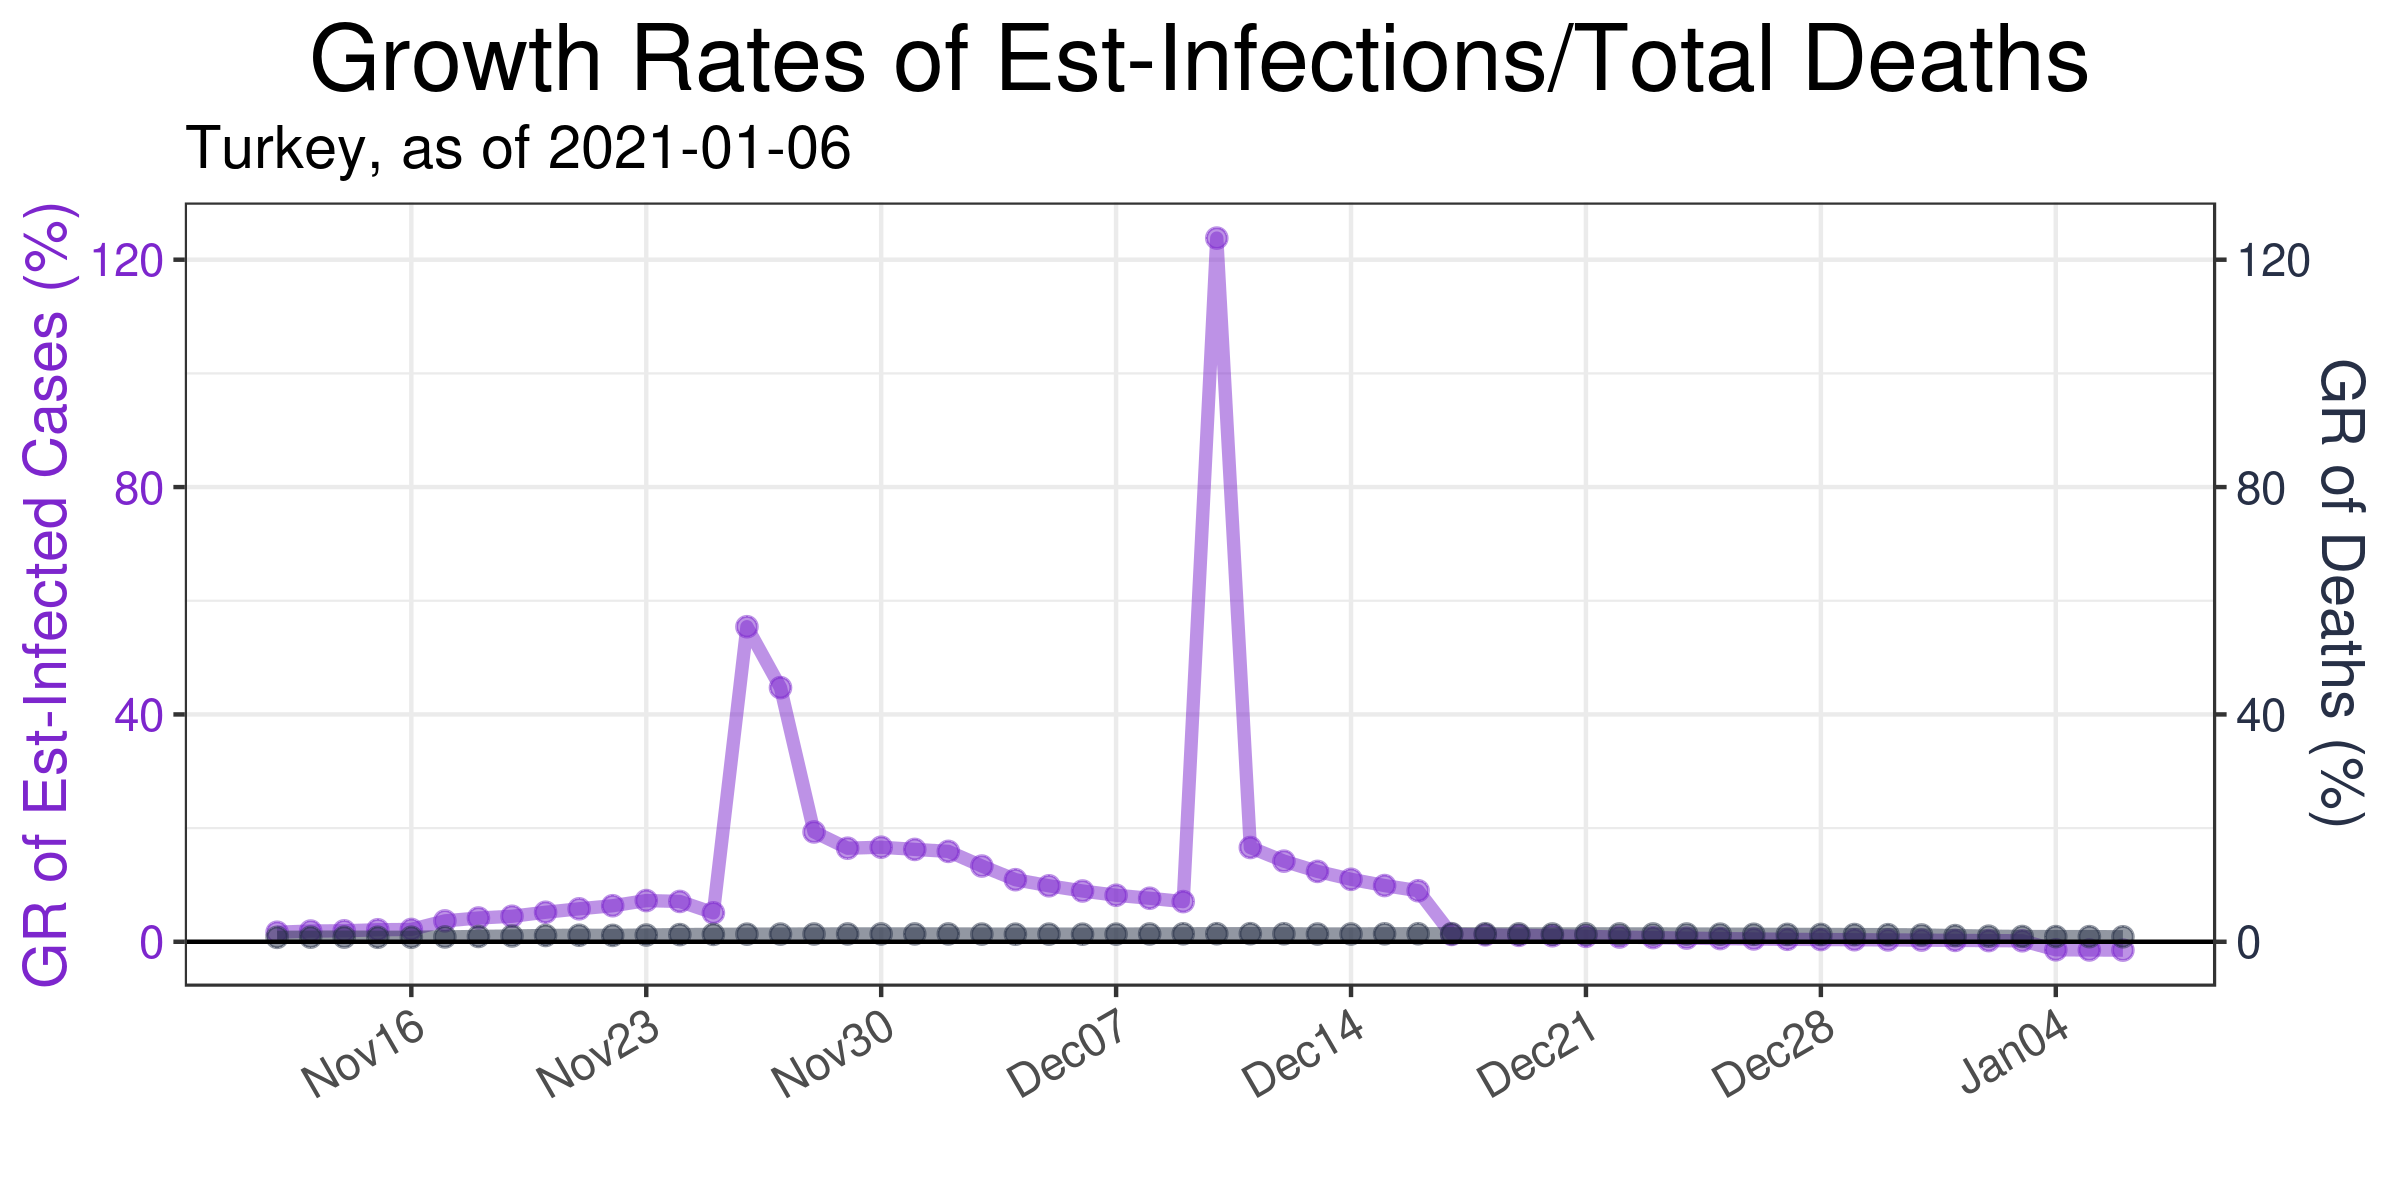 Growth Rates of Est-Infections/Total Deaths
Turkey, as of 2021-01-06
GR of Est-Infected Cases (%)
120
80
40
0
120
80
40
0
GR of Deaths (%)
Nov16
Nov23
Nov30
Dec07
Dec14
Dec21
Dec28
Jan04